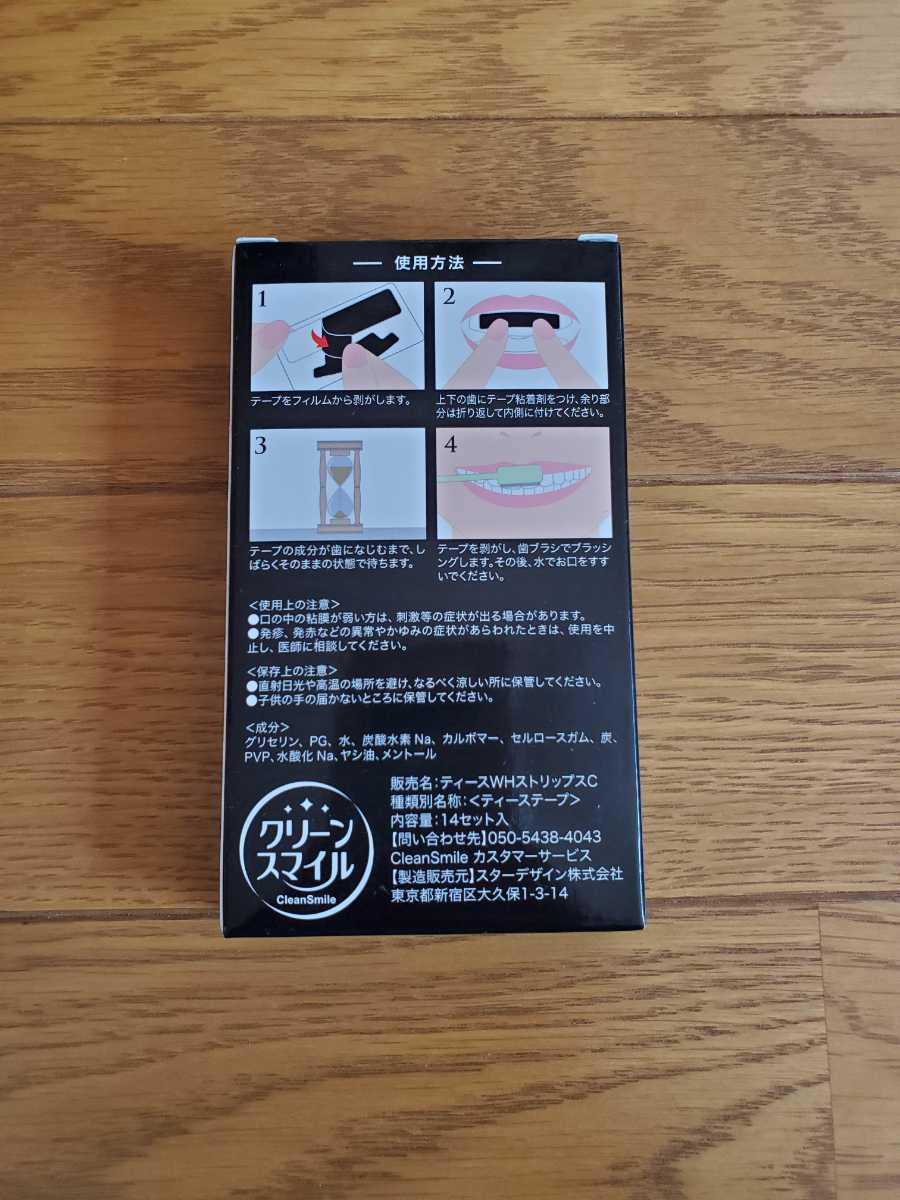 使用方法
1
2
テープをフィルムから剥がします。
上下の歯にテープ粘着剤をつけ、余り部
分は折り返して内側に付けてください。
3
4
テープの成分が歯になじむまで、し
ばらくそのままの状態で待ちます。
テープを剥がし、歯ブラシでブラッシ
ングします。その後、水でお口をすす
いでください。
<使用上の注意>
●口の中の粘膜が弱い方は、刺激等の症状が出る場合があります。
●発疹、発赤などの異常やかゆみの症状があらわれたときは、使用を中
止し、医師に相談してください。
<保存上の注意>
●直射日光や高温の場所を避け、なるべく涼しい所に保管してください。
●子供の手の届かないところに保管してください。
<成分>
グリセリン、PG、水、炭酸水素Na、カルボマー、セルロースガム、炭、
PVP、水酸化Na、ヤシ油、メントール
クリーン
スマイル
CleanSmile
販売名:ティースWHストリップスC
種類別名称:<ティーステープ>
内容量:14セット入
【問い合わせ先】050-5438-4043
CleanSmile カスタマーサービス
【製造販売元】スターデザイン株式会社
東京都新宿区大久保1-3-14